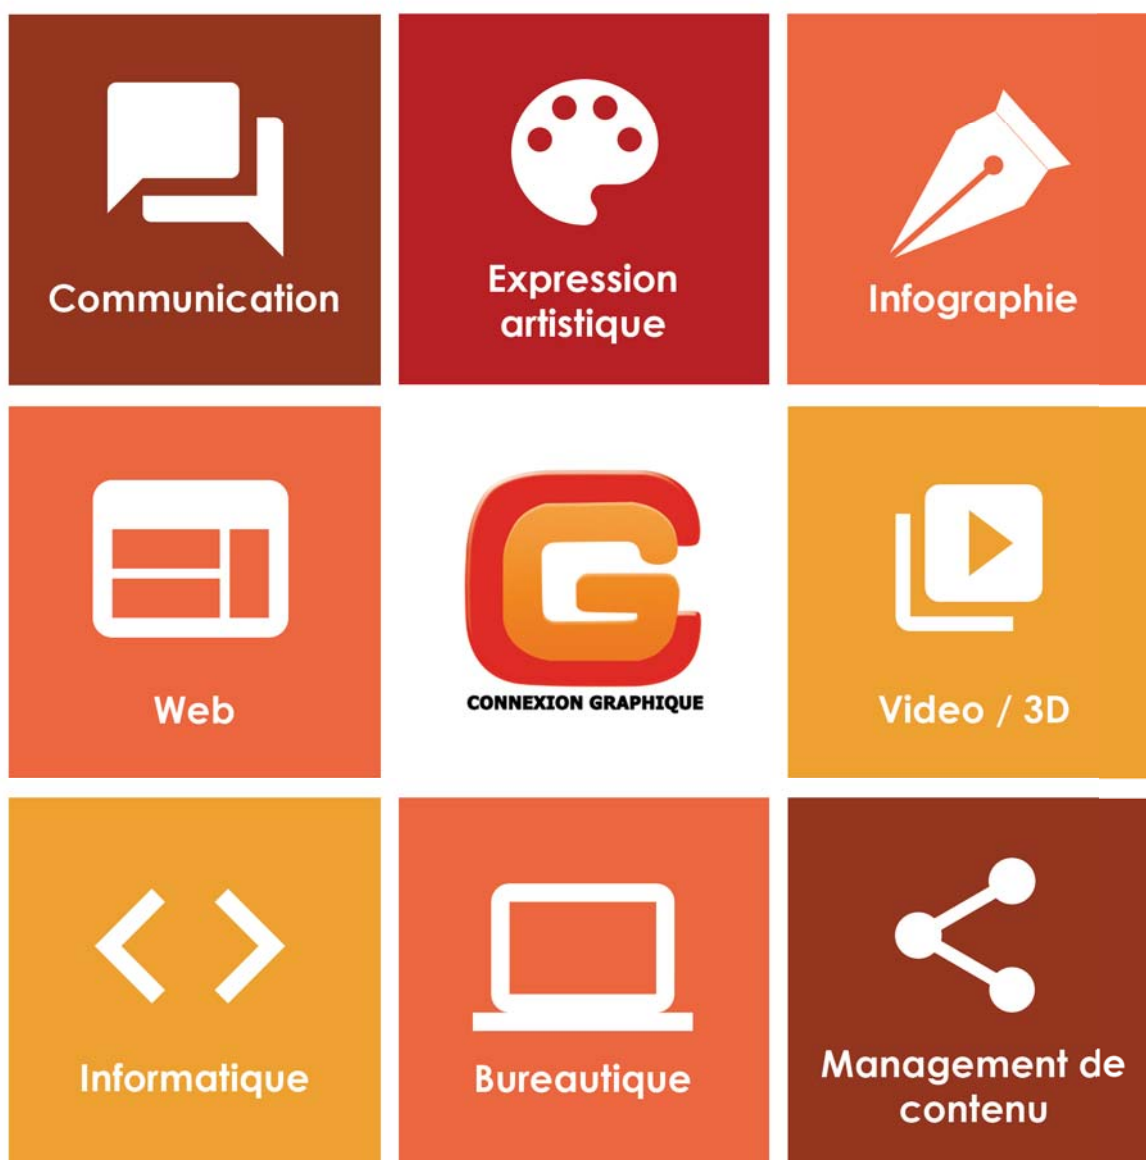 Communication
Expression
artistique
Infographie
Web
CONNEXION GRAPHIQUE
Video / 3D
Informatique
Bureautique
Management de
contenu